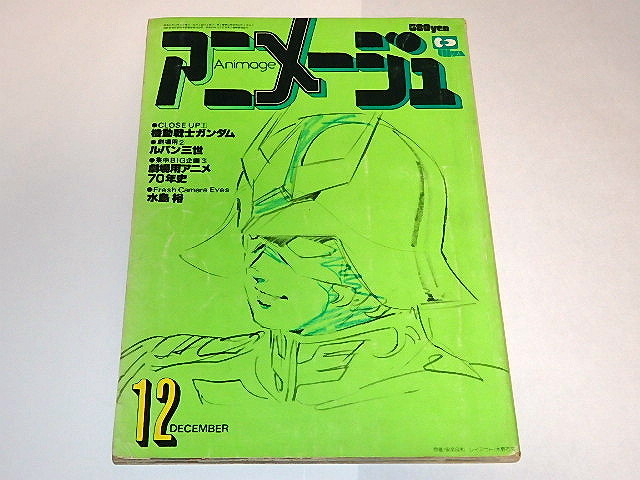 580yen
アニメージュ
Animage
●CLOSE UP 1
機動戦士ガンダム
●劇場用2
ルパン三世
●集中BIG企画3
劇場用アニメ
70年史
●Fresh Camera Eyes
水島 裕
12
DECEMBER